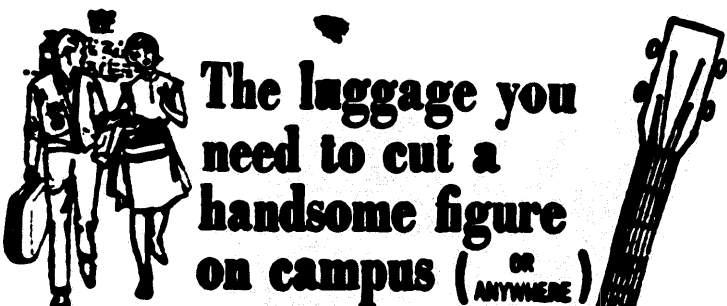 The luggage you
need to cut a
handsome figure
on campus ( OR
ANYWHERE )